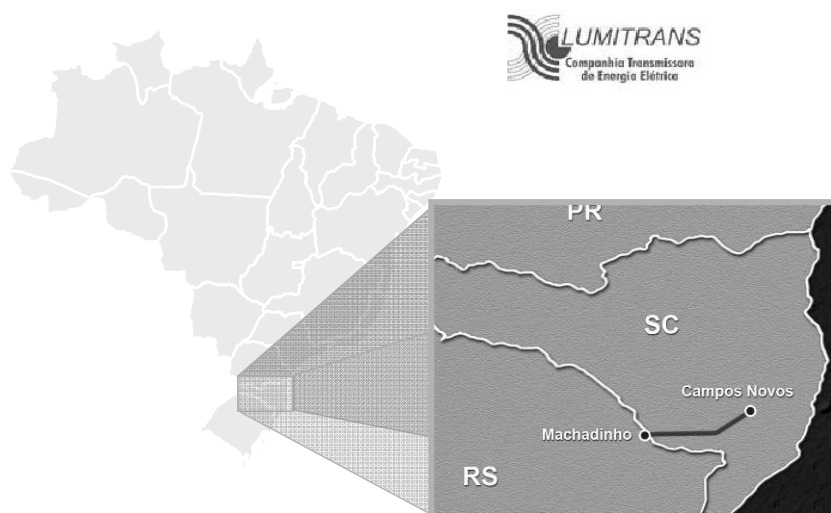 LUMITRANS
Companhia Transmissora
de Energia Elétrica
PR
SC
Campos Novos
Machadinho
RS